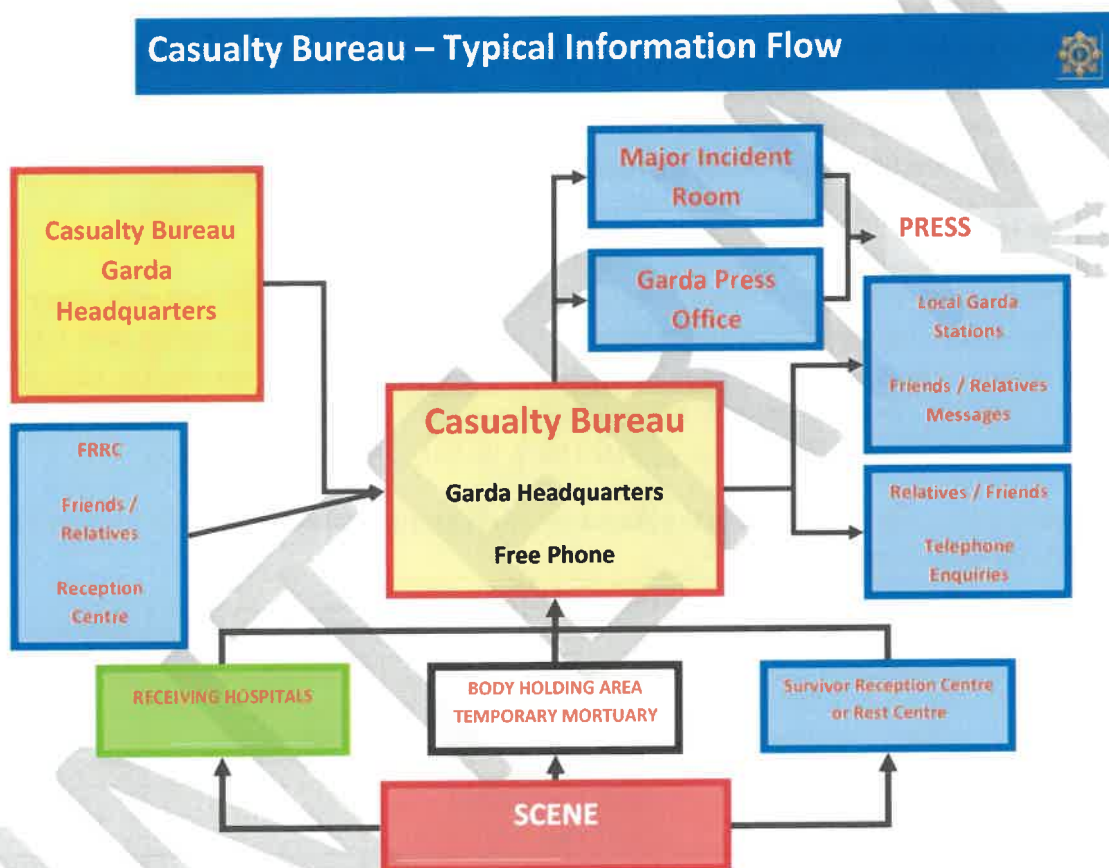 Casualty Bureau – Typical Information Flow
Casualty Bureau
Garda
Headquarters
Major Incident
Room
Garda Press
Office
PRESS
Local Garda
Stations
Friends / Relatives
Messages
FRRC
Friends /
Relatives
Reception
Centre
Casualty Bureau
Garda Headquarters
Free Phone
Relatives / Friends
Telephone
Enquiries
RECEIVING HOSPITALS
BODY HOLDING AREA
TEMPORARY MORTUARY
Survivor Reception Centre
or Rest Centre
SCENE